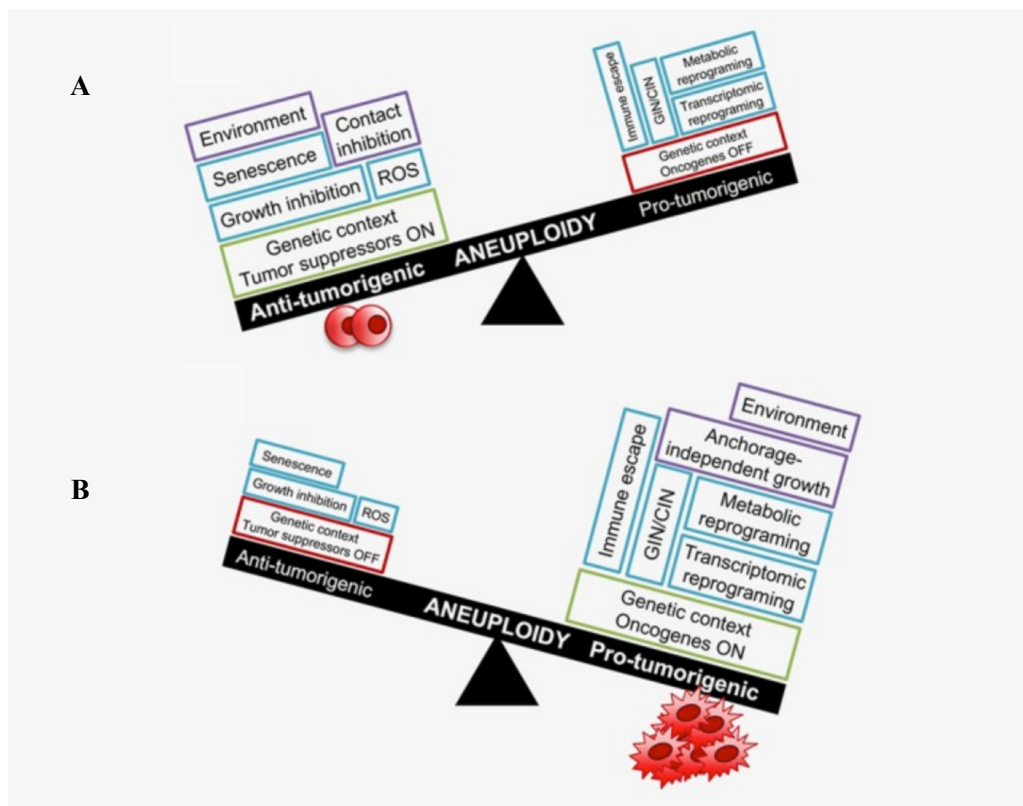 A
Environment
Contact
inhibition
Senescence
Growth inhibition
ROS
Genetic context
Tumor suppressors ON
Anti-tumorigenic
ANEUPLOIDY
Immune escape
GIN/CIN
Metabolic
reprograming
Transcriptomic
reprograming
Genetic context
Oncogenes OFF
Pro-tumorigenic
B
Senescence
Growth inhibition
ROS
Genetic context
Tumor suppressors OFF
Anti-tumorigenic
ANEUPLOIDY
Environment
Anchorage-
independent growth
Immune escape
GIN/CIN
Metabolic
reprograming
Transcriptomic
reprograming
Genetic context
Oncogenes ON
Pro-tumorigenic